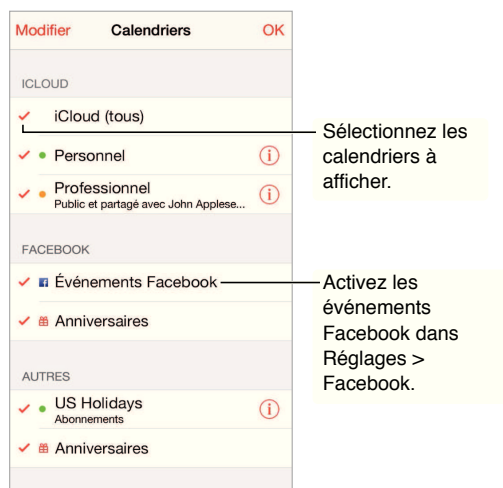 Modifier Calendriers OK
ICLOUD
iCloud (tous)
Personnel
Professionnel
Public et partagé avec John Applese...
FACEBOOK
Événements Facebook
Anniversaires
AUTRES
US Holidays
Abonnements
Anniversaires
Sélectionnez les
calendriers à
afficher.
Activez les
événements
Facebook dans
Réglages >
Facebook.